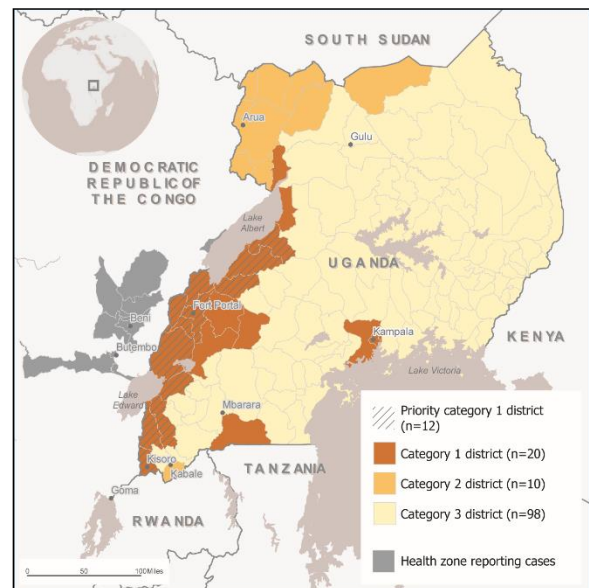 SOUTH SUDAN
Arua
Gulu
DEMOCRATIC
REPUBLIC OF
THE CONGO
Lake
Albert
UGANDA
Fort Portal
Beni
Butembo
Kampala
KENYA
Lake Victoria
Lake
Edward
Mbarara
Kisoro
Kabale
TANZANIA
Goma
RWANDA
Priority category 1 district
(n=12)
Category 1 district (n=20)
Category 2 district (n=10)
Category 3 district (n=98)
Health zone reporting cases
0 50 100Miles